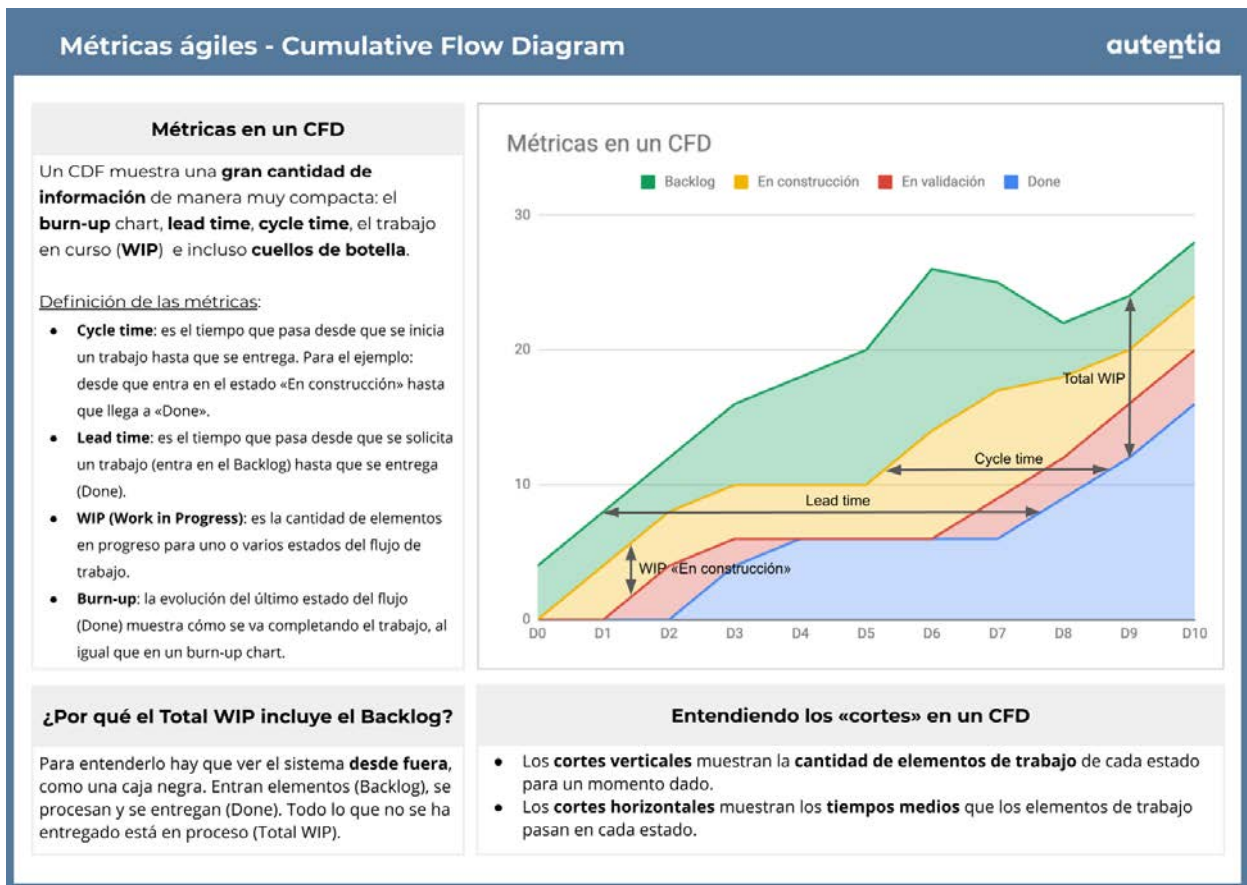 Métricas ágiles - Cumulative Flow Diagram
autentia
Métricas en un CFD
Un CDF muestra una gran cantidad de
información de manera muy compacta: el
burn-up chart, lead time, cycle time, el trabajo
en curso (WIP) e incluso cuellos de botella.
Definición de las métricas:
● Cycle time: es el tiempo que pasa desde que se inicia
un trabajo hasta que se entrega. Para el ejemplo:
desde que entra en el estado «En construcción» hasta
que llega a «Done».
● Lead time: es el tiempo que pasa desde que se solicita
un trabajo (entra en el Backlog) hasta que se entrega
(Done).
● WIP (Work in Progress): es la cantidad de elementos
en progreso para uno o varios estados del flujo de
trabajo.
● Burn-up: la evolución del último estado del flujo
(Done) muestra cómo se va completando el trabajo, al
igual que en un burn-up chart.
Métricas en un CFD
Backlog En construcción En validación Done
30
20
Total WIP
Cycle time
10
Lead time
WIP «En construcción»
0
D0 D1 D2 D3 D4 D5 D6 D7 D8 D9 D10
¿Por qué el Total WIP incluye el Backlog?
Para entenderlo hay que ver el sistema desde fuera,
como una caja negra. Entran elementos (Backlog), se
procesan y se entregan (Done). Todo lo que no se ha
entregado está en proceso (Total WIP).
Entendiendo los «cortes» en un CFD
● Los cortes verticales muestran la cantidad de elementos de trabajo de cada estado
para un momento dado.
● Los cortes horizontales muestran los tiempos medios que los elementos de trabajo
pasan en cada estado.